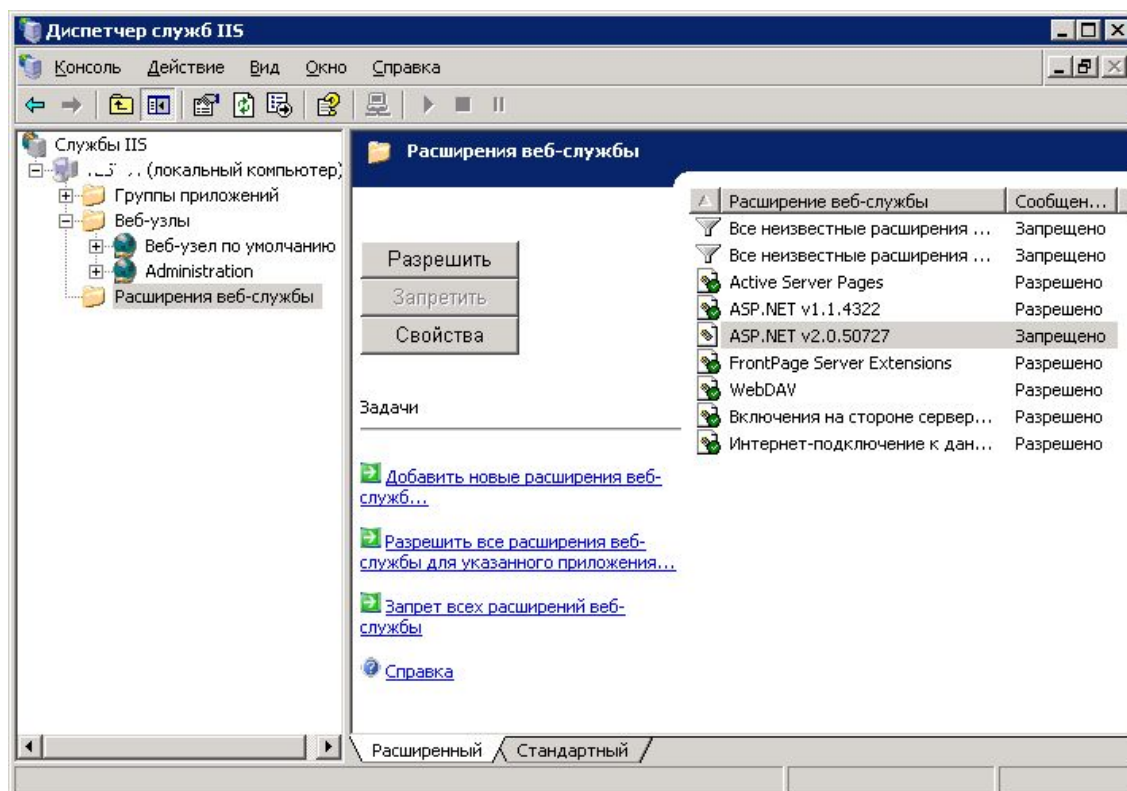 Диспетчер служб IIS
Консоль Действие Вид Окно Справка
Службы IIS
(локальный компьютер)
Группы приложений
Веб-узлы
Веб-узел по умолчанию
Administration
Расширения веб-службы
Расширения веб-службы
Разрешить
Запретить
Свойства
Задачи
Добавить новые расширения веб-
служб...
Разрешить все расширения веб-
службы для указанного приложения...
Запрет всех расширений веб-
службы
Справка
Расширение веб-службы Сообщен...
Все неизвестные расширения ... Запрещено
Все неизвестные расширения ... Запрещено
Active Server Pages Разрешено
ASP.NET v1.1.4322 Разрешено
ASP.NET v2.0.50727 Запрещено
FrontPage Server Extensions Разрешено
WebDAV Разрешено
Включения на стороне сервер... Разрешено
Интернет-подключение к дан... Разрешено
Расширенный Стандартный